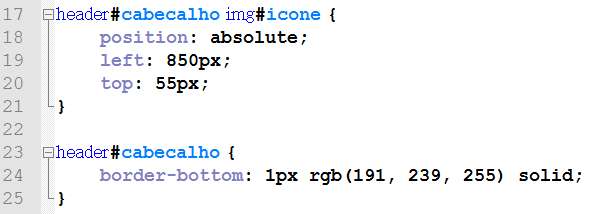 17 header#cabecalho img#icone {
18 position: absolute;
19 left: 850px;
20 top: 55px;
21 }
22
23 header#cabecalho {
24 border-bottom: 1px rgb(191, 239, 255) solid;
25 }